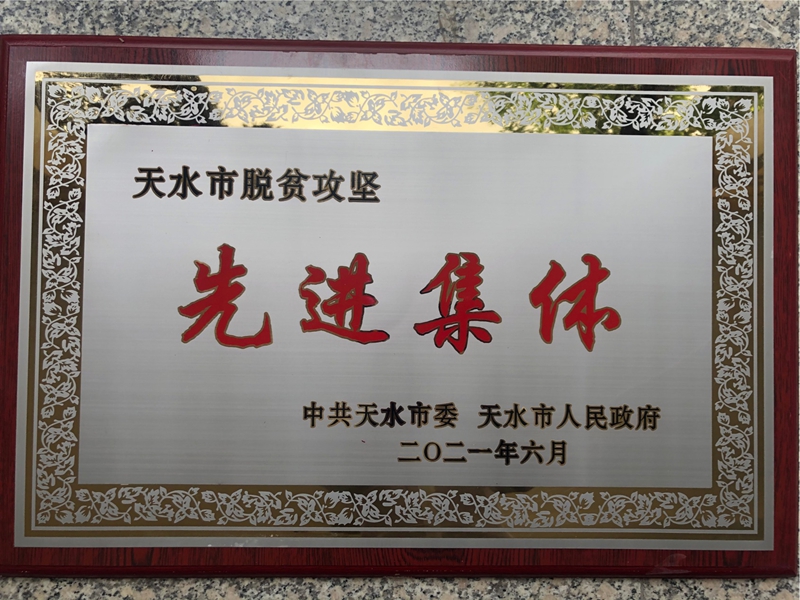 天水市脱贫攻坚
先进集体
中共天水市委 天水市人民政府
二〇二一年六月